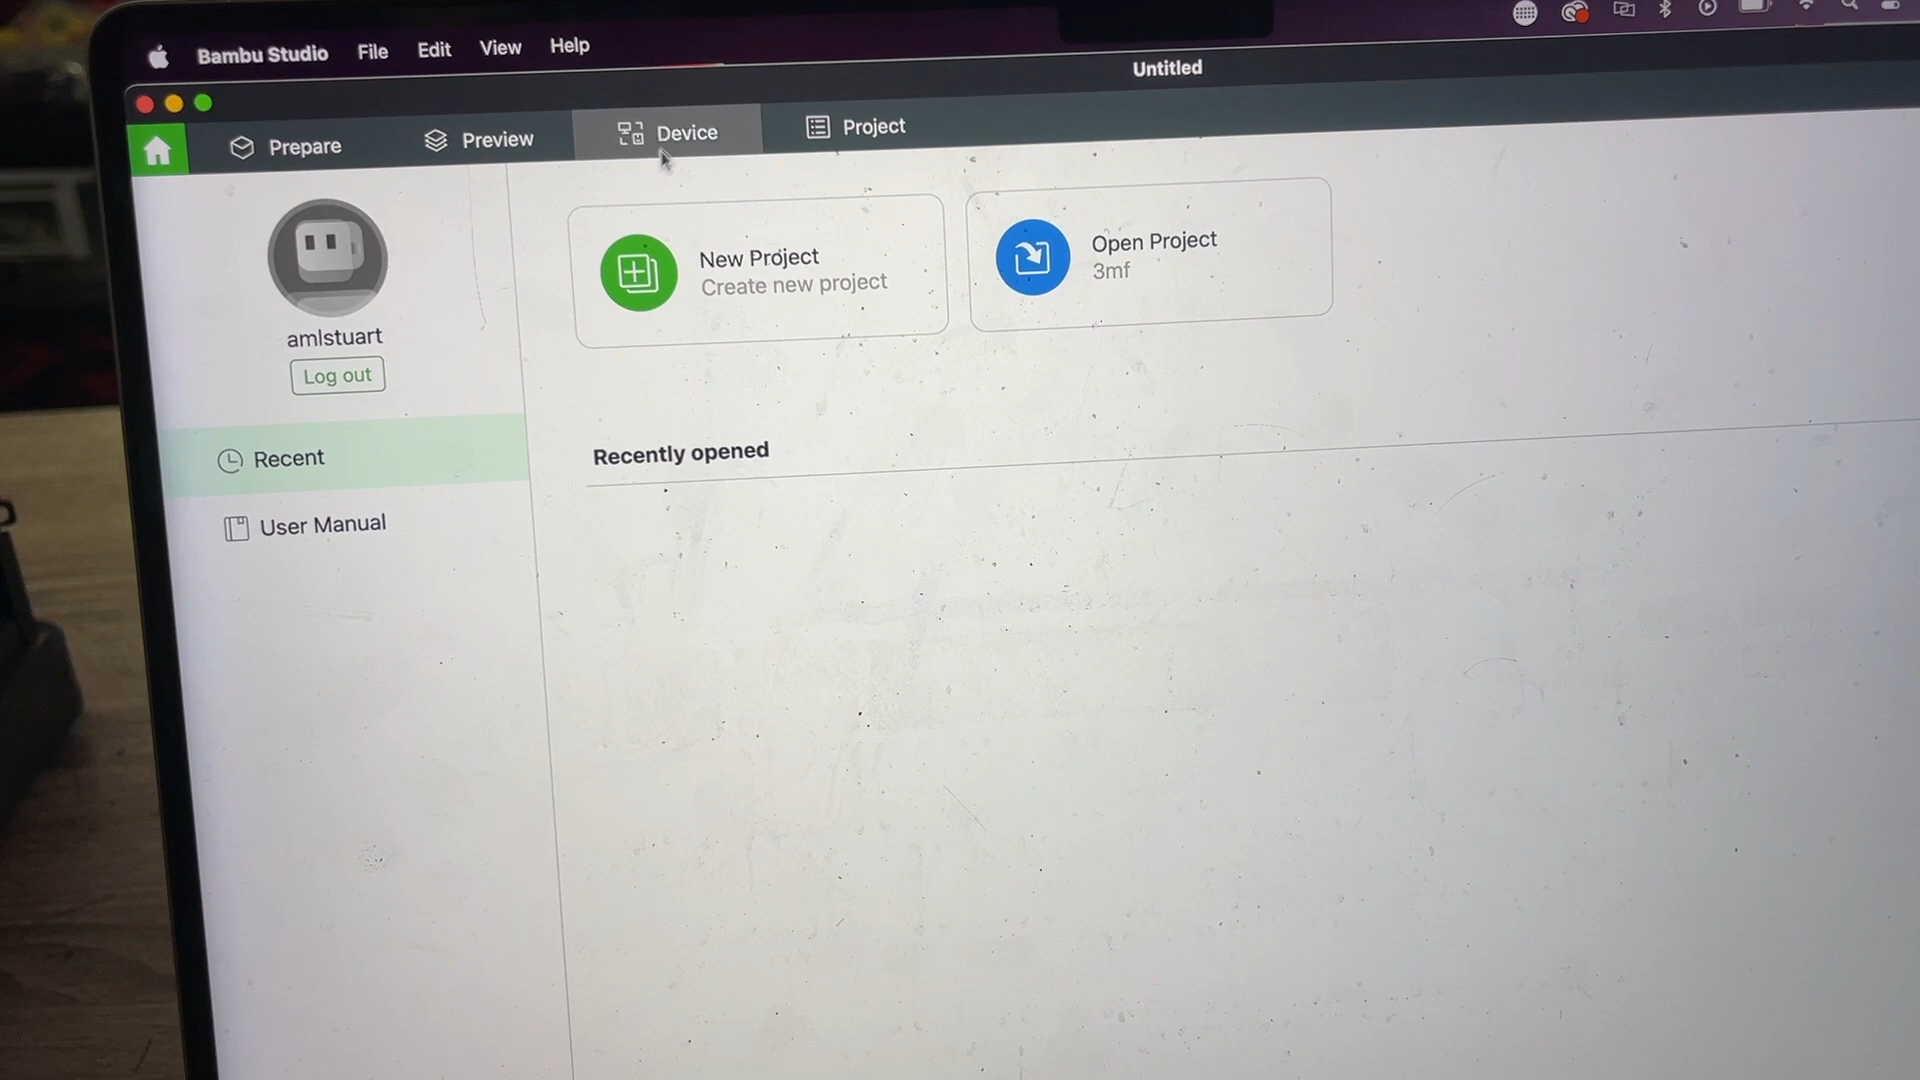 Bambu Studio File Edit View Help
Untitled
Prepare Preview Device Project
New Project
Create new project
Open Project
3mf
amlstuart
Log out
Recent
User Manual
Recently opened